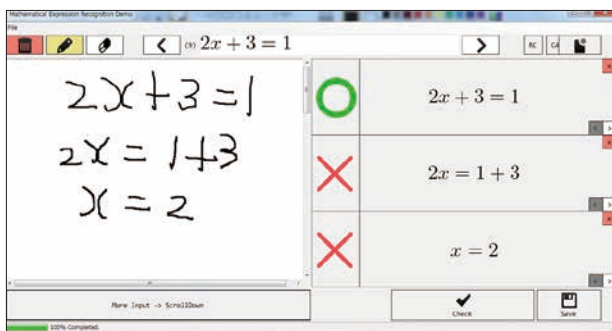 Mathematical Expression Recognition Demo
File
(9) 2x + 3 = 1
RC CA
2x+3=1
2x + 3 = 1
2x = 1+3
2x = 1 + 3
x = 2
x = 2
More Input -> ScrollDown
Check
Save
100% Completed.